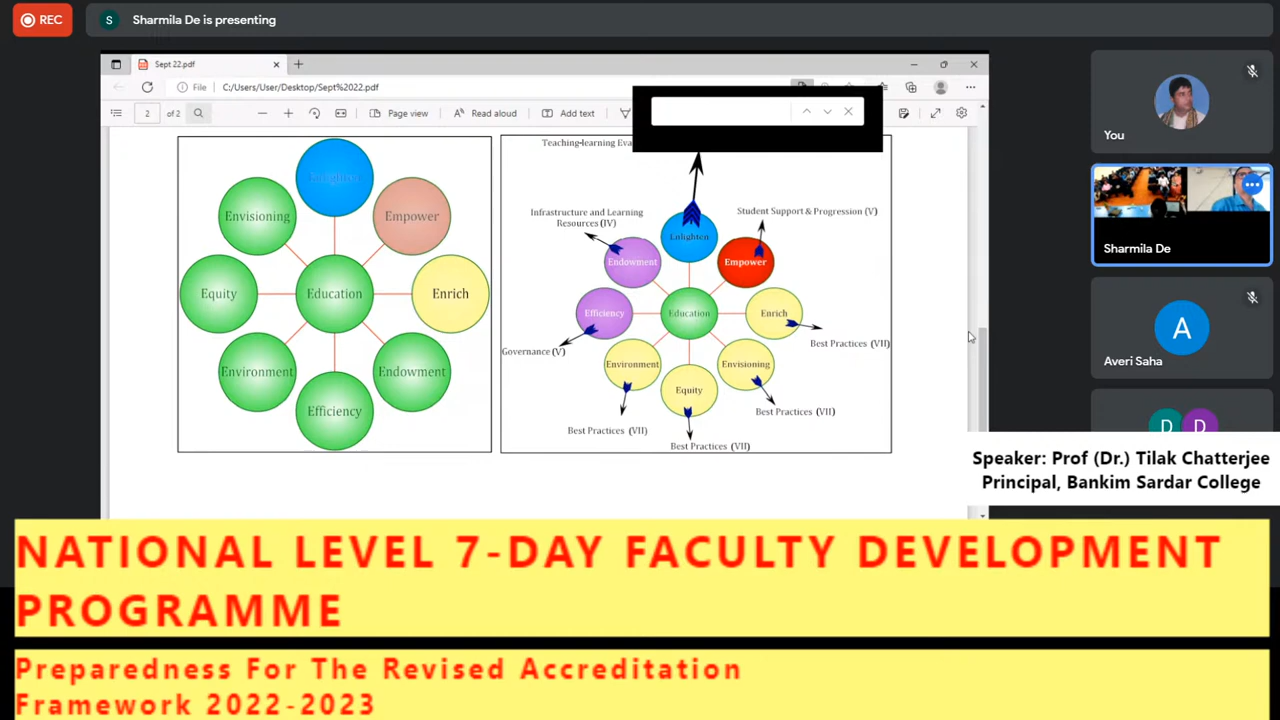 REC
S
Sharmila De is presenting
Sept 22.pdf
File
C:/Users/User/Desktop/Sept%2022.pdf
2
of 2
Page view
Read aloud
Add text
Enlighten
Envisioning
Empower
Equity
Education
Enrich
Environment
Endowment
Efficiency
Teaching-learning
Infrastructure and Learning
Resources (IV)
Student Support & Progression (V)
Enlighten
Endowment
Empower
Efficiency
Education
Enrich
Governance (V)
Best Practices (VII)
Environment
Envisioning
Equity
Best Practices (VII)
Best Practices (VII)
Best Practices (VII)
You
Sharmila De
A
Averi Saha
D
D
Speaker: Prof (Dr.) Tilak Chatterjee
Principal, Bankim Sardar College
NATIONAL LEVEL 7-DAY FACULTY DEVELOPMENT
PROGRAMME
Preparedness For The Revised Accreditation
Framework 2022-2023